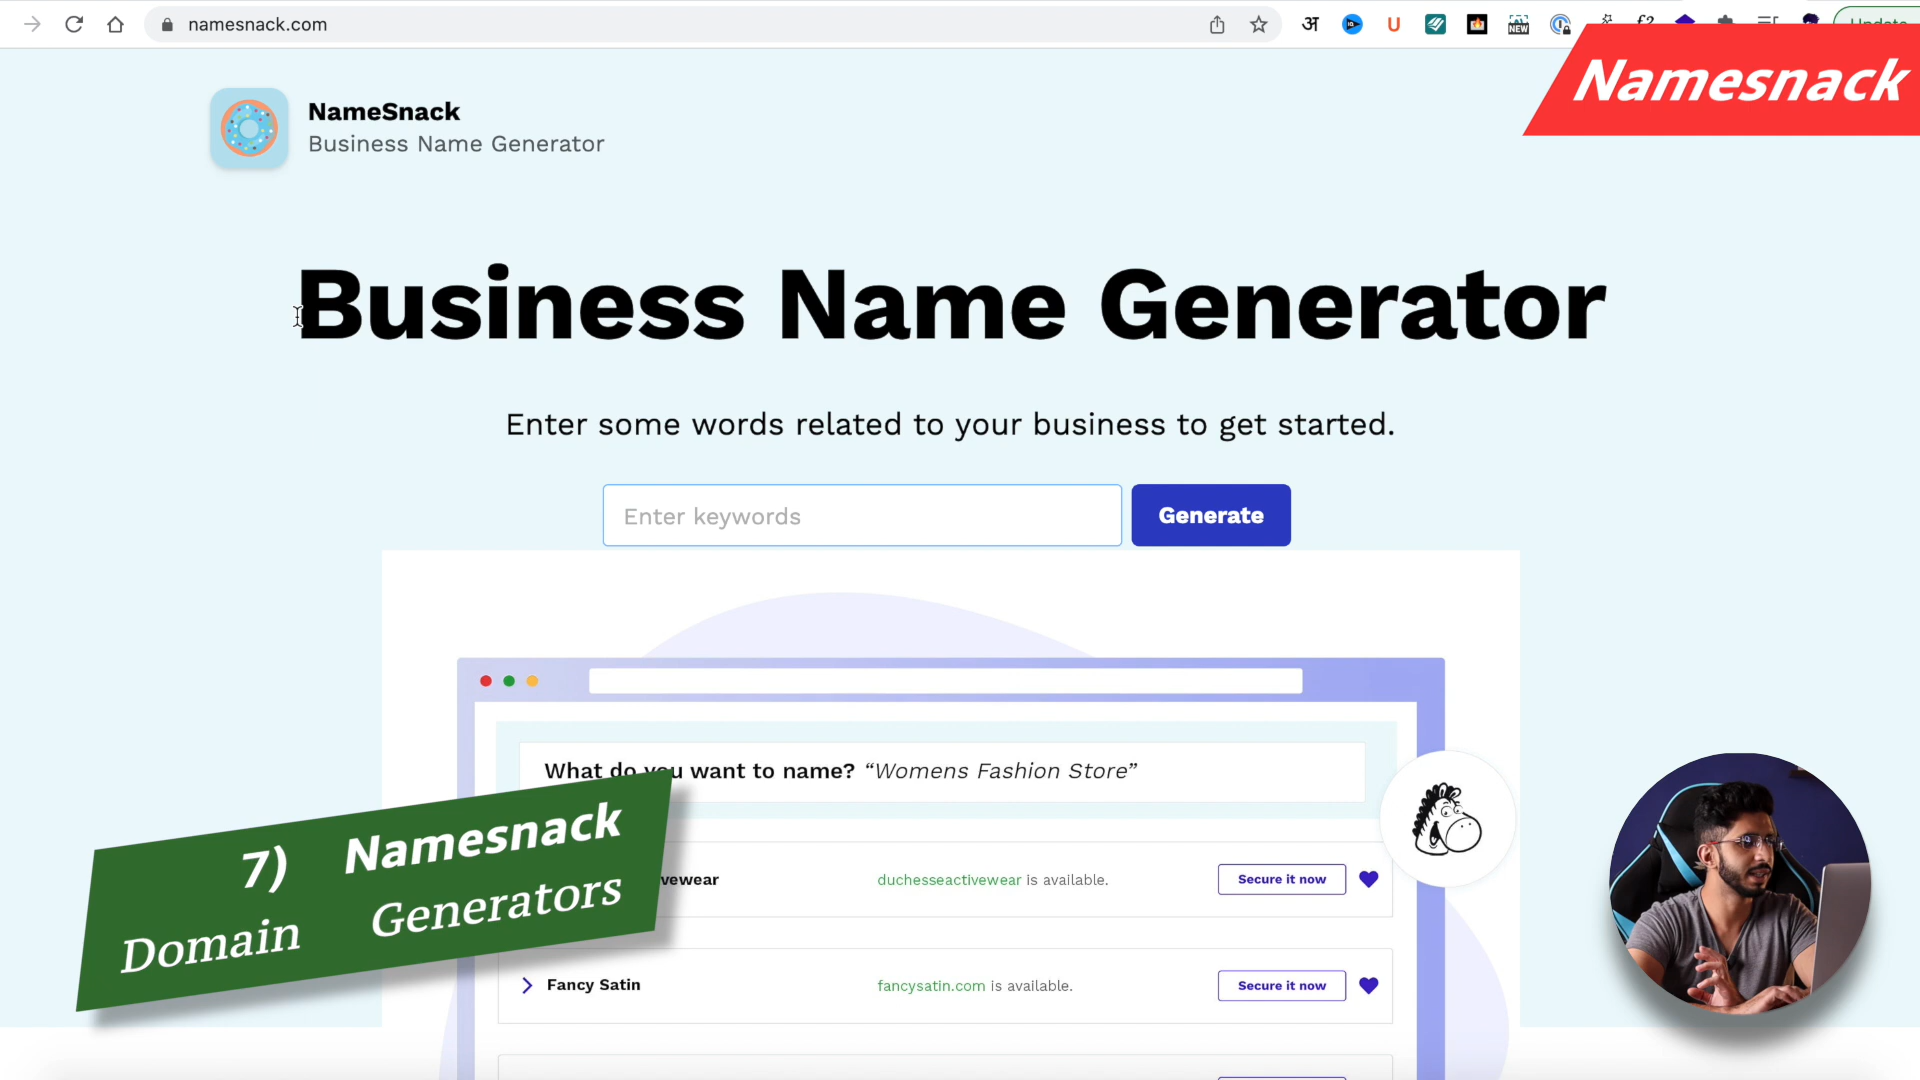 namesnack.com
अ
U
NEW
f?
Namesnack
NameSnack
Business Name Generator
Business Name Generator
Enter some words related to your business to get started.
Enter keywords
Generate
What do you want to name? “Womens Fashion Store”
7) Namesnack
Domain Generators
vewear
duchesseactivewear is available.
Secure it now
Fancy Satin
fancysatin.com is available.
Secure it now